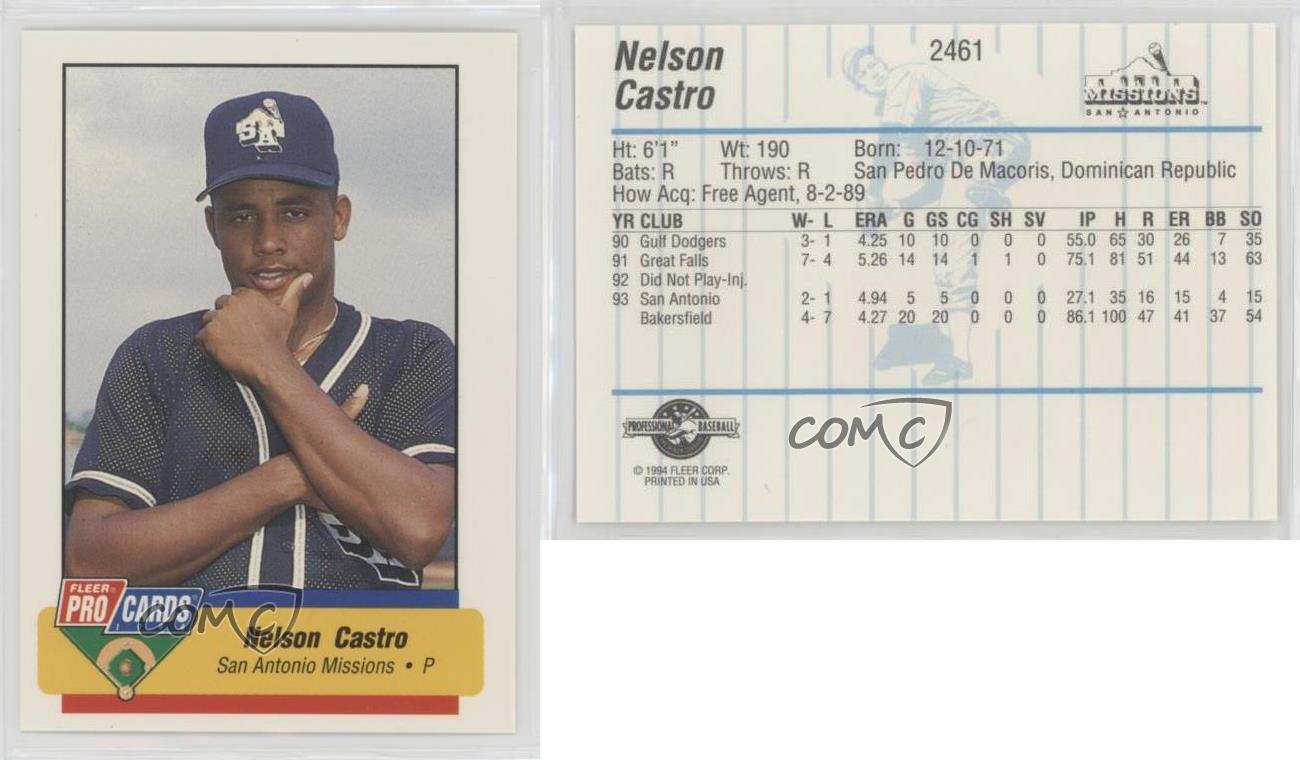 SA
FLEER
PRO CARDS
COMC
Nelson Castro
San Antonio Missions • P
Nelson
Castro
2461
MISSIONS
SAN ANTONIO
Ht: 6'1" Wt: 190 Born: 12-10-71
Bats: R Throws: R San Pedro De Macoris, Dominican Republic
How Acq: Free Agent, 8-2-89
YR CLUB W- L ERA G GS CG SH SV IP H R ER BB SO
90 Gulf Dodgers 3- 1 4.25 10 10 0 0 0 55.0 65 30 26 7 35
91 Great Falls 7- 4 5.26 14 14 1 1 0 75.1 81 51 44 13 63
92 Did Not Play-Inj.
93 San Antonio 2- 1 4.94 5 5 0 0 0 27.1 35 16 15 4 15
Bakersfield 4- 7 4.27 20 20 0 0 0 86.1 100 47 41 37 54
PROFESSIONAL BASEBALL
COMC
© 1994 FLEER CORP.
PRINTED IN USA